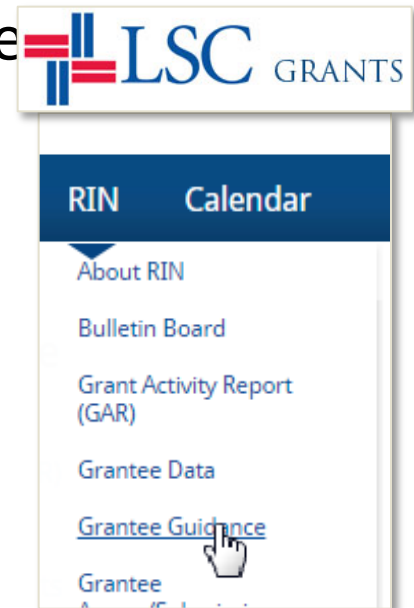 e
LSC GRANTS
RIN Calendar
About RIN
Bulletin Board
Grant Activity Report
(GAR)
Grantee Data
Grantee Guidance
Grantee